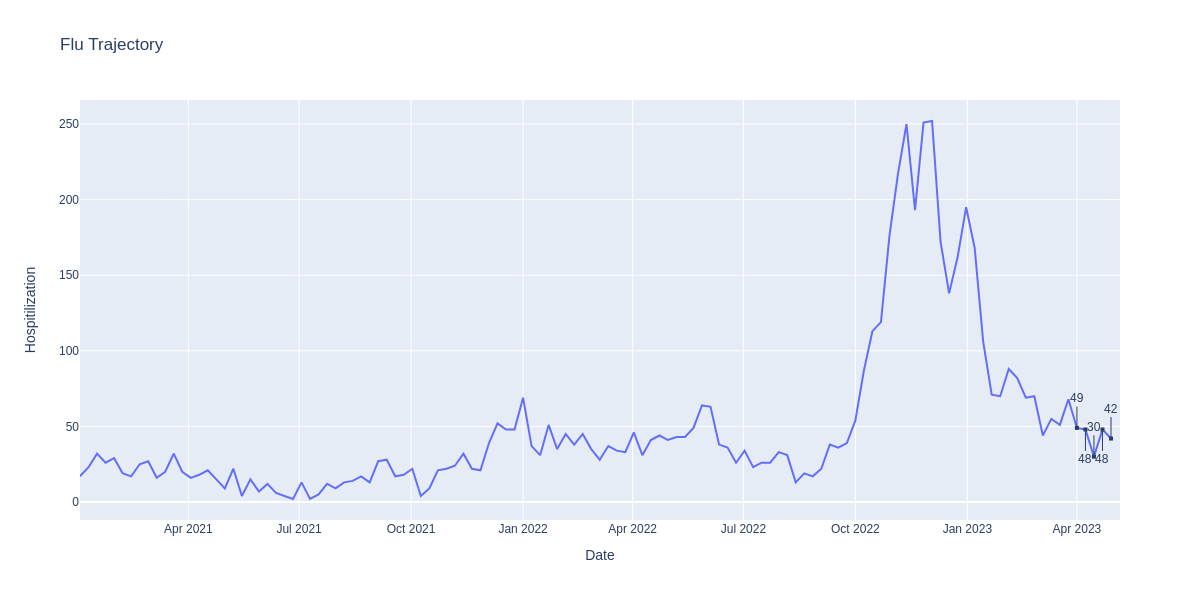 Flu Trajectory
250
200
150
100
50
0
Hospitilization
49
42
30
48
48
Apr 2021
Jul 2021
Oct 2021
Jan 2022
Apr 2022
Jul 2022
Oct 2022
Jan 2023
Apr 2023
Date